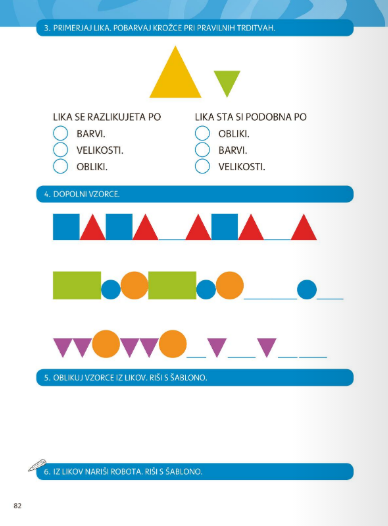 3. PRIMERJAJ LIKA. POBARVAJ KROŽCE PRI PRAVILNIH TRDITVAH.
LIKA SE RAZLIKUJETA PO
BARVI.
VELIKOSTI.
OBLIKI.
LIKA STA SI PODOBNA PO
OBLIKI.
BARVI.
VELIKOSTI.
4. DOPOLNI VZORCE.
5. OBLIKUJ VZORCE IZ LIKOV. RIŠI S ŠABLONO.
6. IZ LIKOV NARIŠI ROBOTA. RIŠI S ŠABLONO.
82